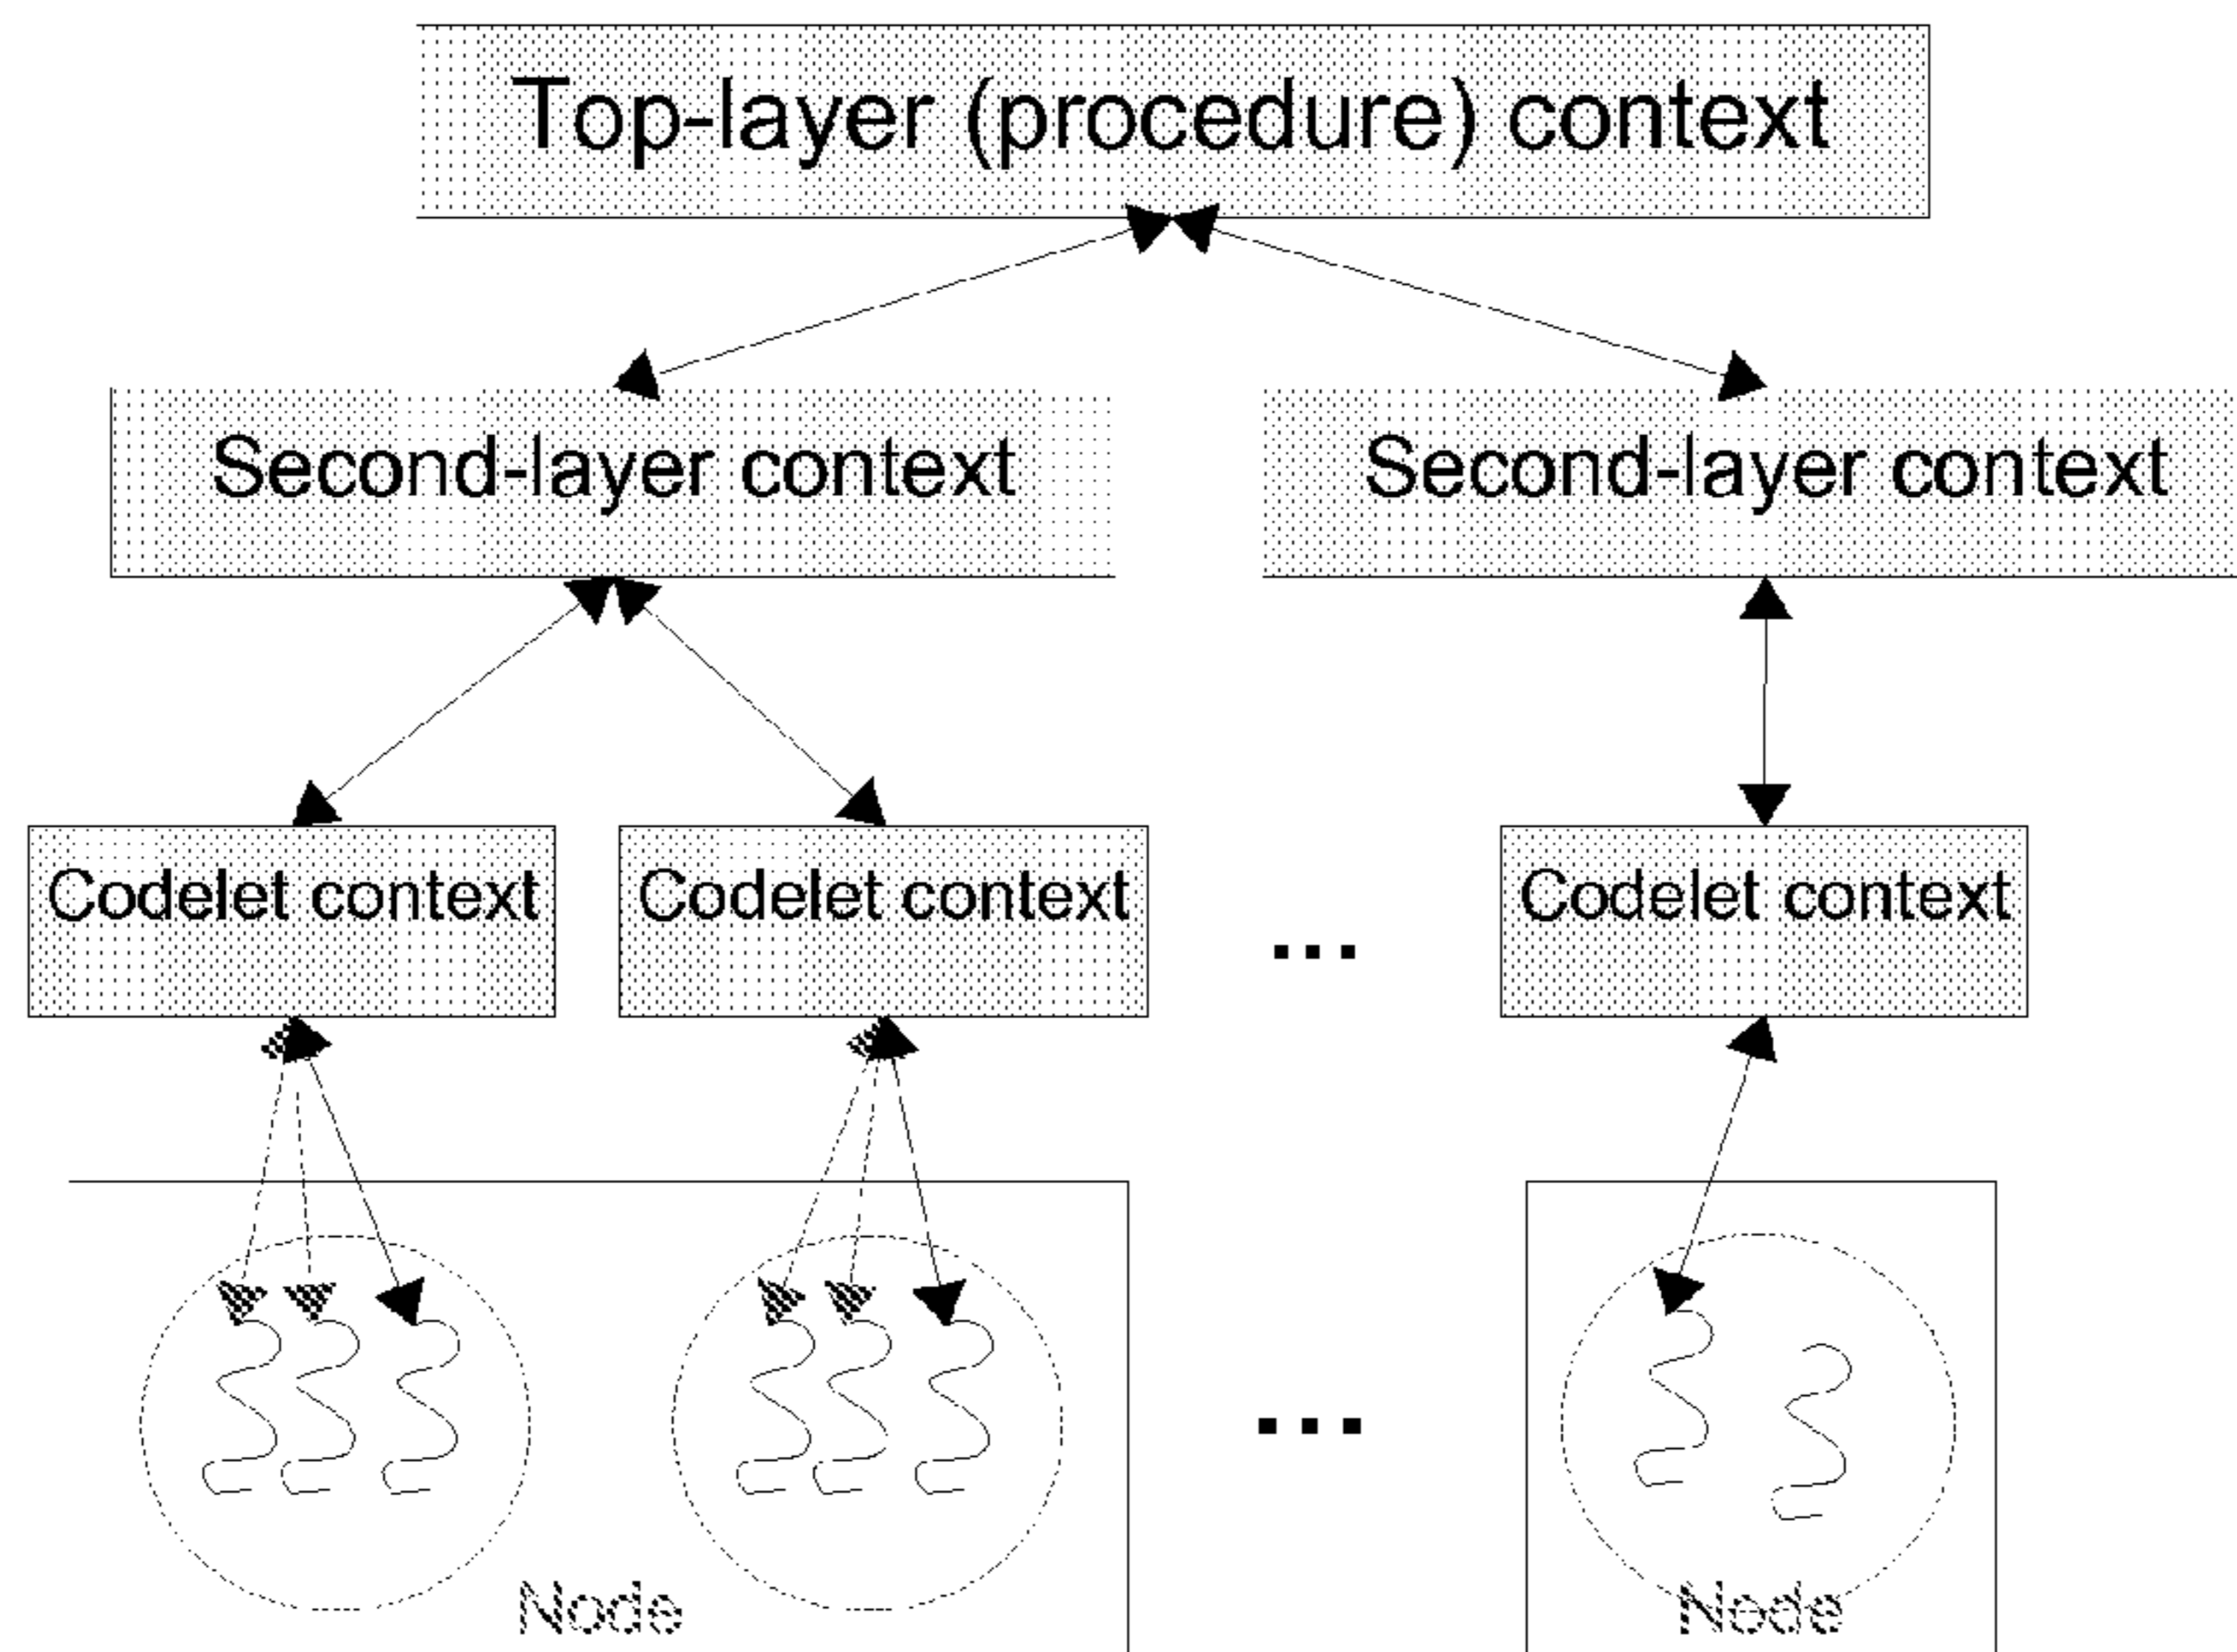 Top-layer (procedure) context
Second-layer context
Second-layer context
Codelet context
Codelet context
...
Codelet context
...
Node
Node